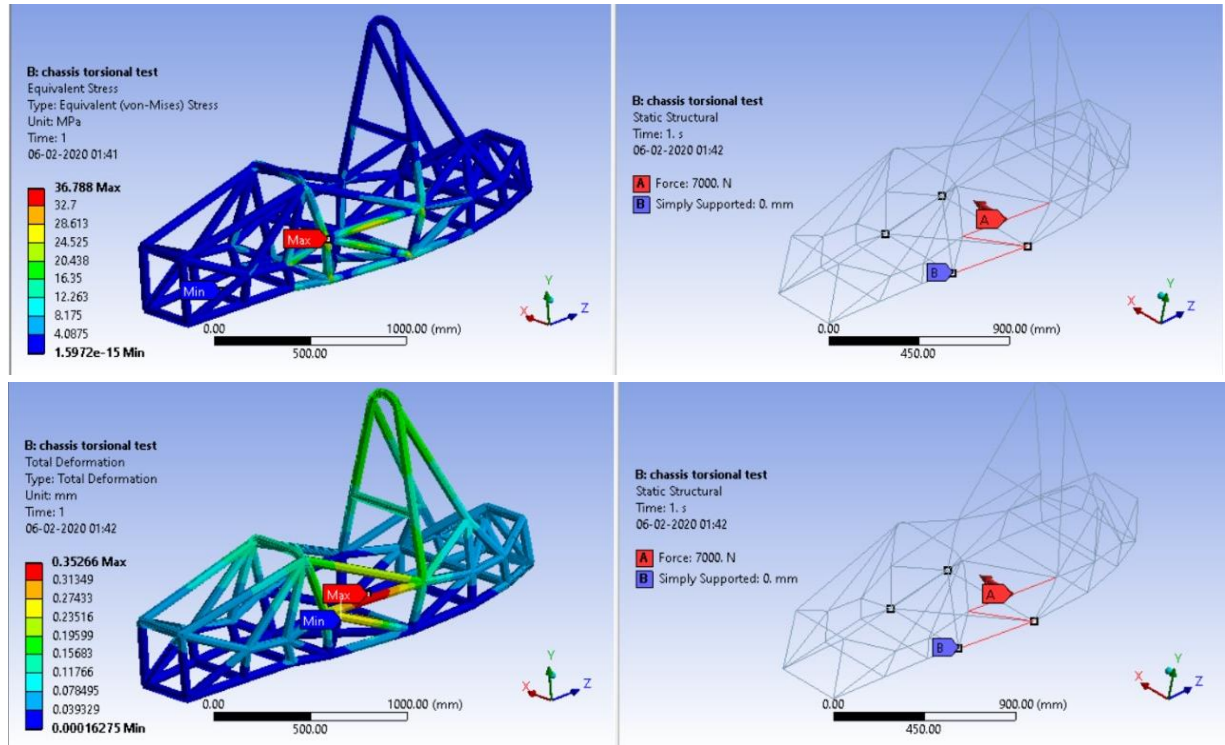 B: chassis torsional test
Equivalent Stress
Type: Equivalent (von-Mises) Stress
Unit: MPa
Time: 1
06-02-2020 01:41
36.788 Max
32.7
28.613
24.525
20.438
16.35
12.263
8.175
4.0875
1.5972e-15 Min
Max
Min
0.00
1000.00 (mm)
500.00
Y
X
Z
B: chassis torsional test
Static Structural
Time: 1. s
06-02-2020 01:42
A Force: 7000. N
B Simply Supported: 0. mm
A
B
0.00
900.00 (mm)
450.00
Y
X
Z
B: chassis torsional test
Total Deformation
Type: Total Deformation
Unit: mm
Time: 1
06-02-2020 01:42
0.35266 Max
0.31349
0.27433
0.23516
0.19599
0.15683
0.11766
0.078495
0.039329
0.00016275 Min
Max
Min
0.00
1000.00 (mm)
500.00
Y
X
Z
B: chassis torsional test
Static Structural
Time: 1. s
06-02-2020 01:42
A Force: 7000. N
B Simply Supported: 0. mm
A
B
0.00
900.00 (mm)
450.00
Y
X
Z